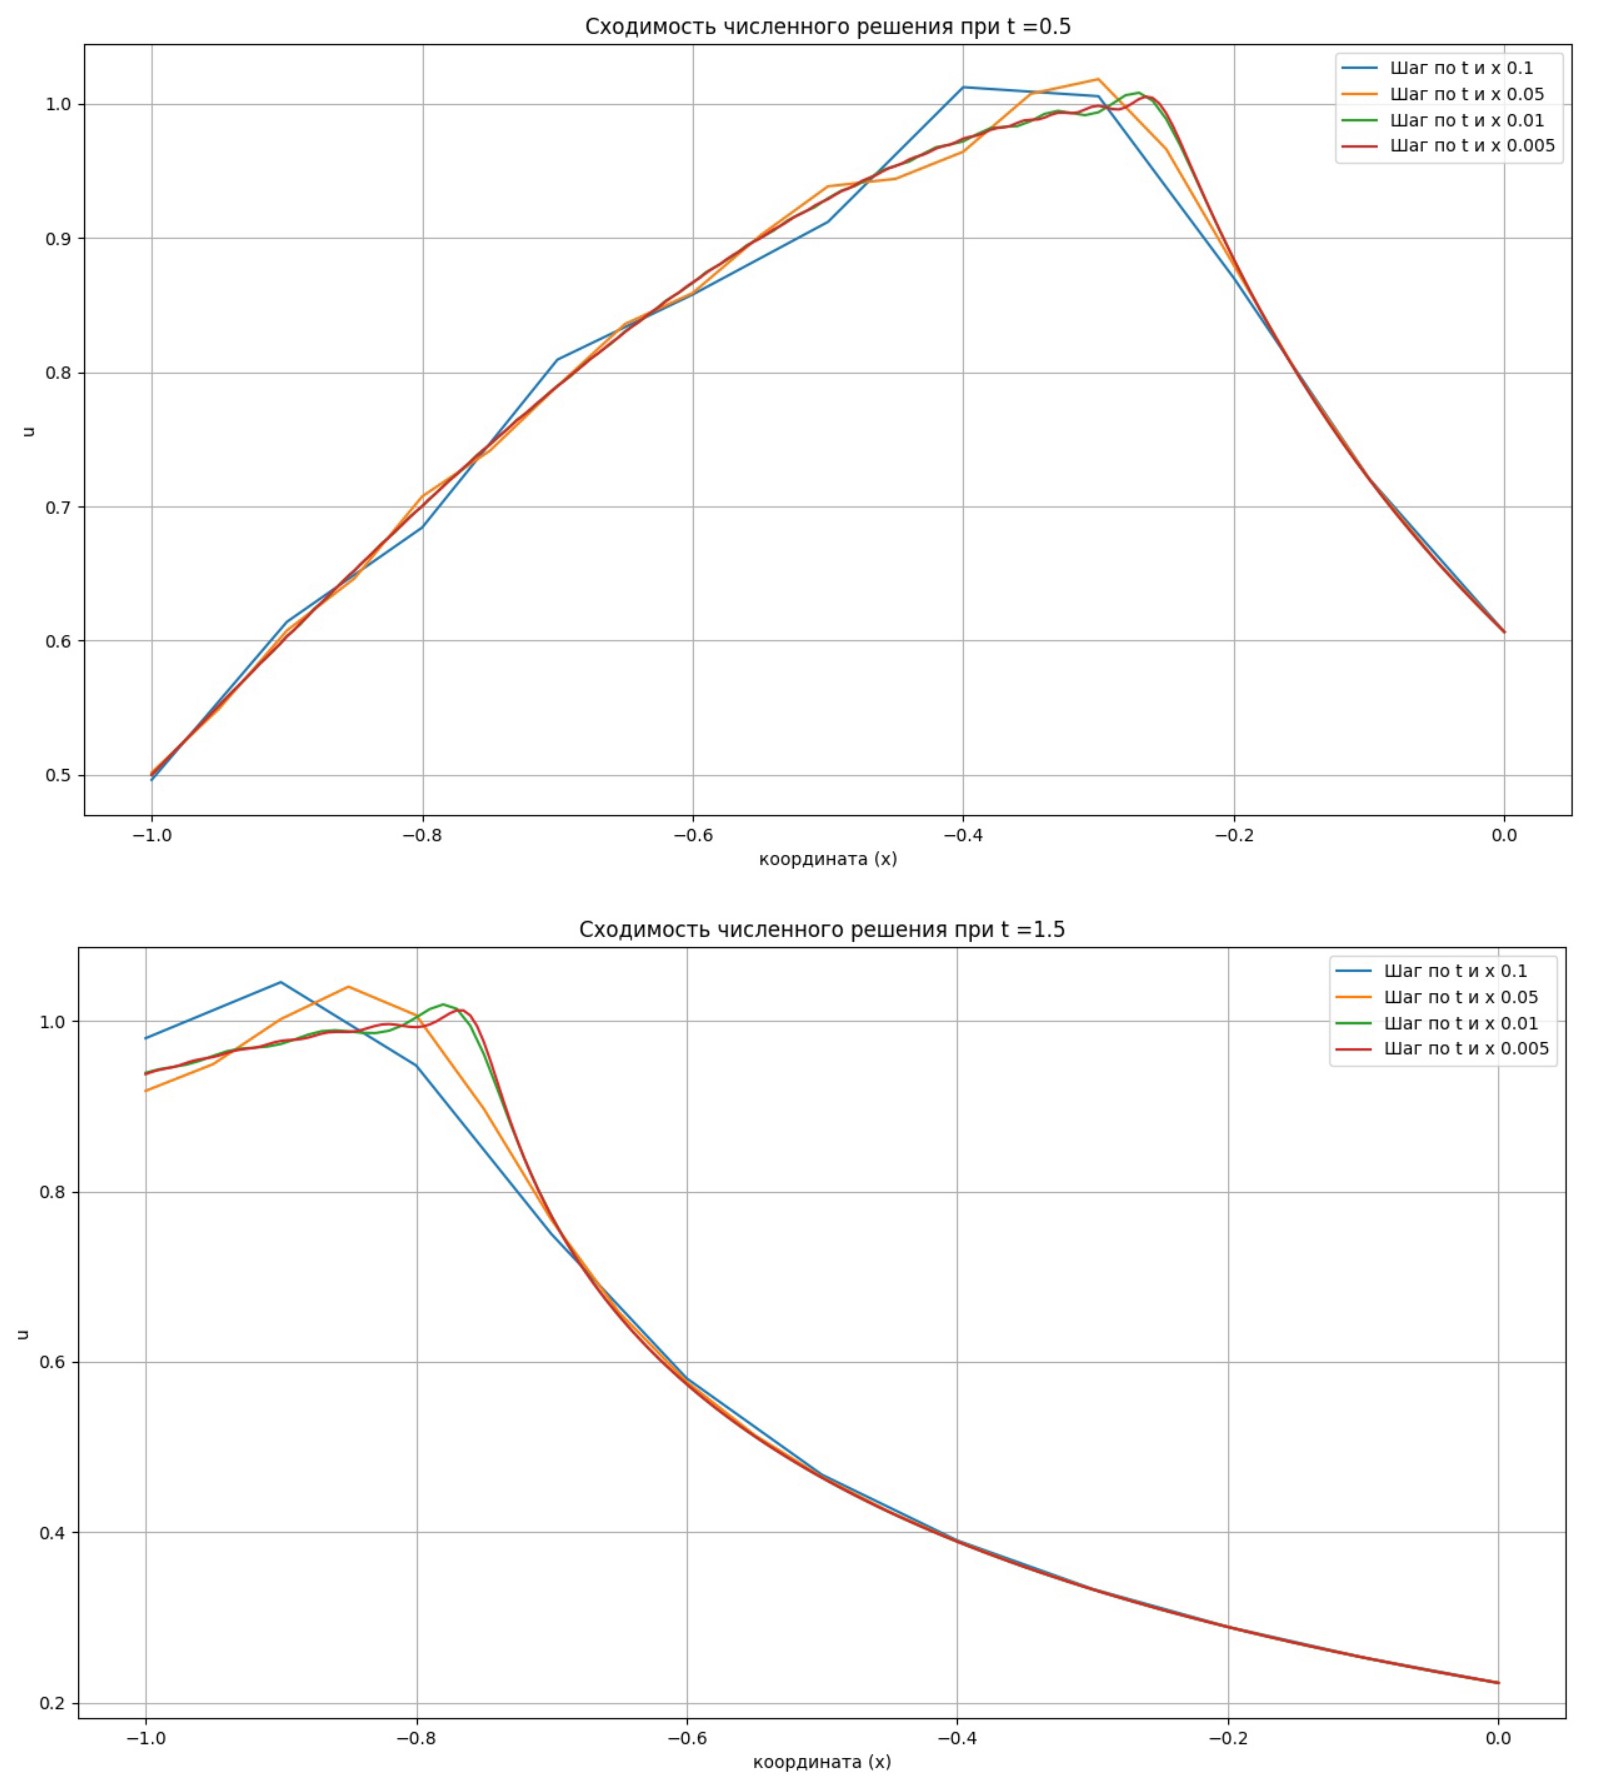 Сходимость численного решения при t =0.5
Шаг по t и x 0.1
Шаг по t и x 0.05
Шаг по t и x 0.01
Шаг по t и x 0.005
1.0
0.9
0.8
0.7
0.6
0.5
u
−1.0 −0.8 −0.6 −0.4 −0.2 0.0
координата (x)
Сходимость численного решения при t =1.5
Шаг по t и x 0.1
Шаг по t и x 0.05
Шаг по t и x 0.01
Шаг по t и x 0.005
1.0
0.8
0.6
0.4
0.2
u
−1.0 −0.8 −0.6 −0.4 −0.2 0.0
координата (x)